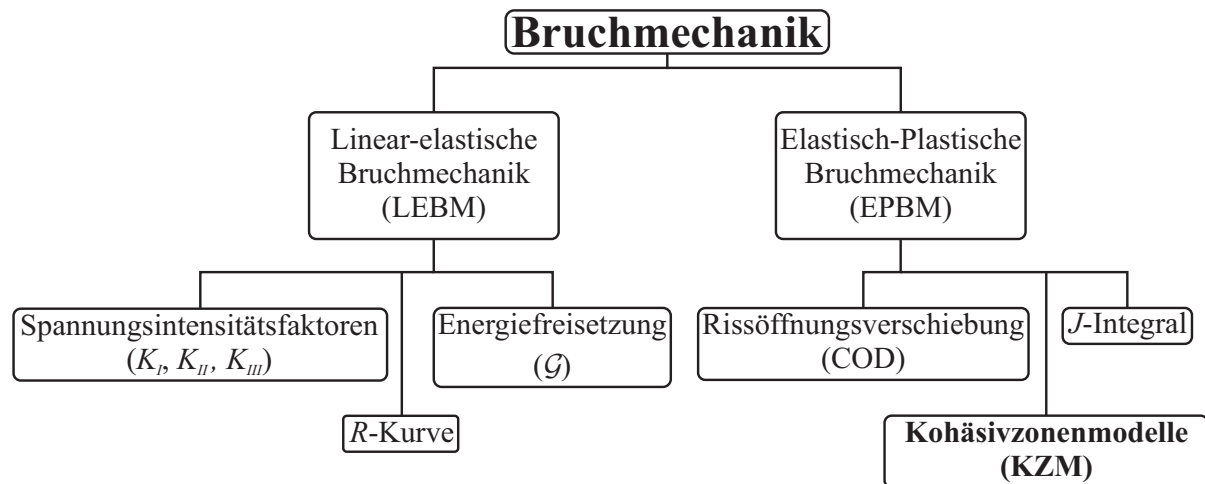 Bruchmechanik
Linear-elastische
Bruchmechanik
(LEBM)
Elastisch-Plastische
Bruchmechanik
(EPBM)
Spannungsintensitätsfaktoren
(K_I, K_II, K_III)
R-Kurve
Energiefreisetzung
(𝒢)
Rissöffnungsverschiebung
(COD)
Kohäsivzonenmodelle
(KZM)
J-Integral